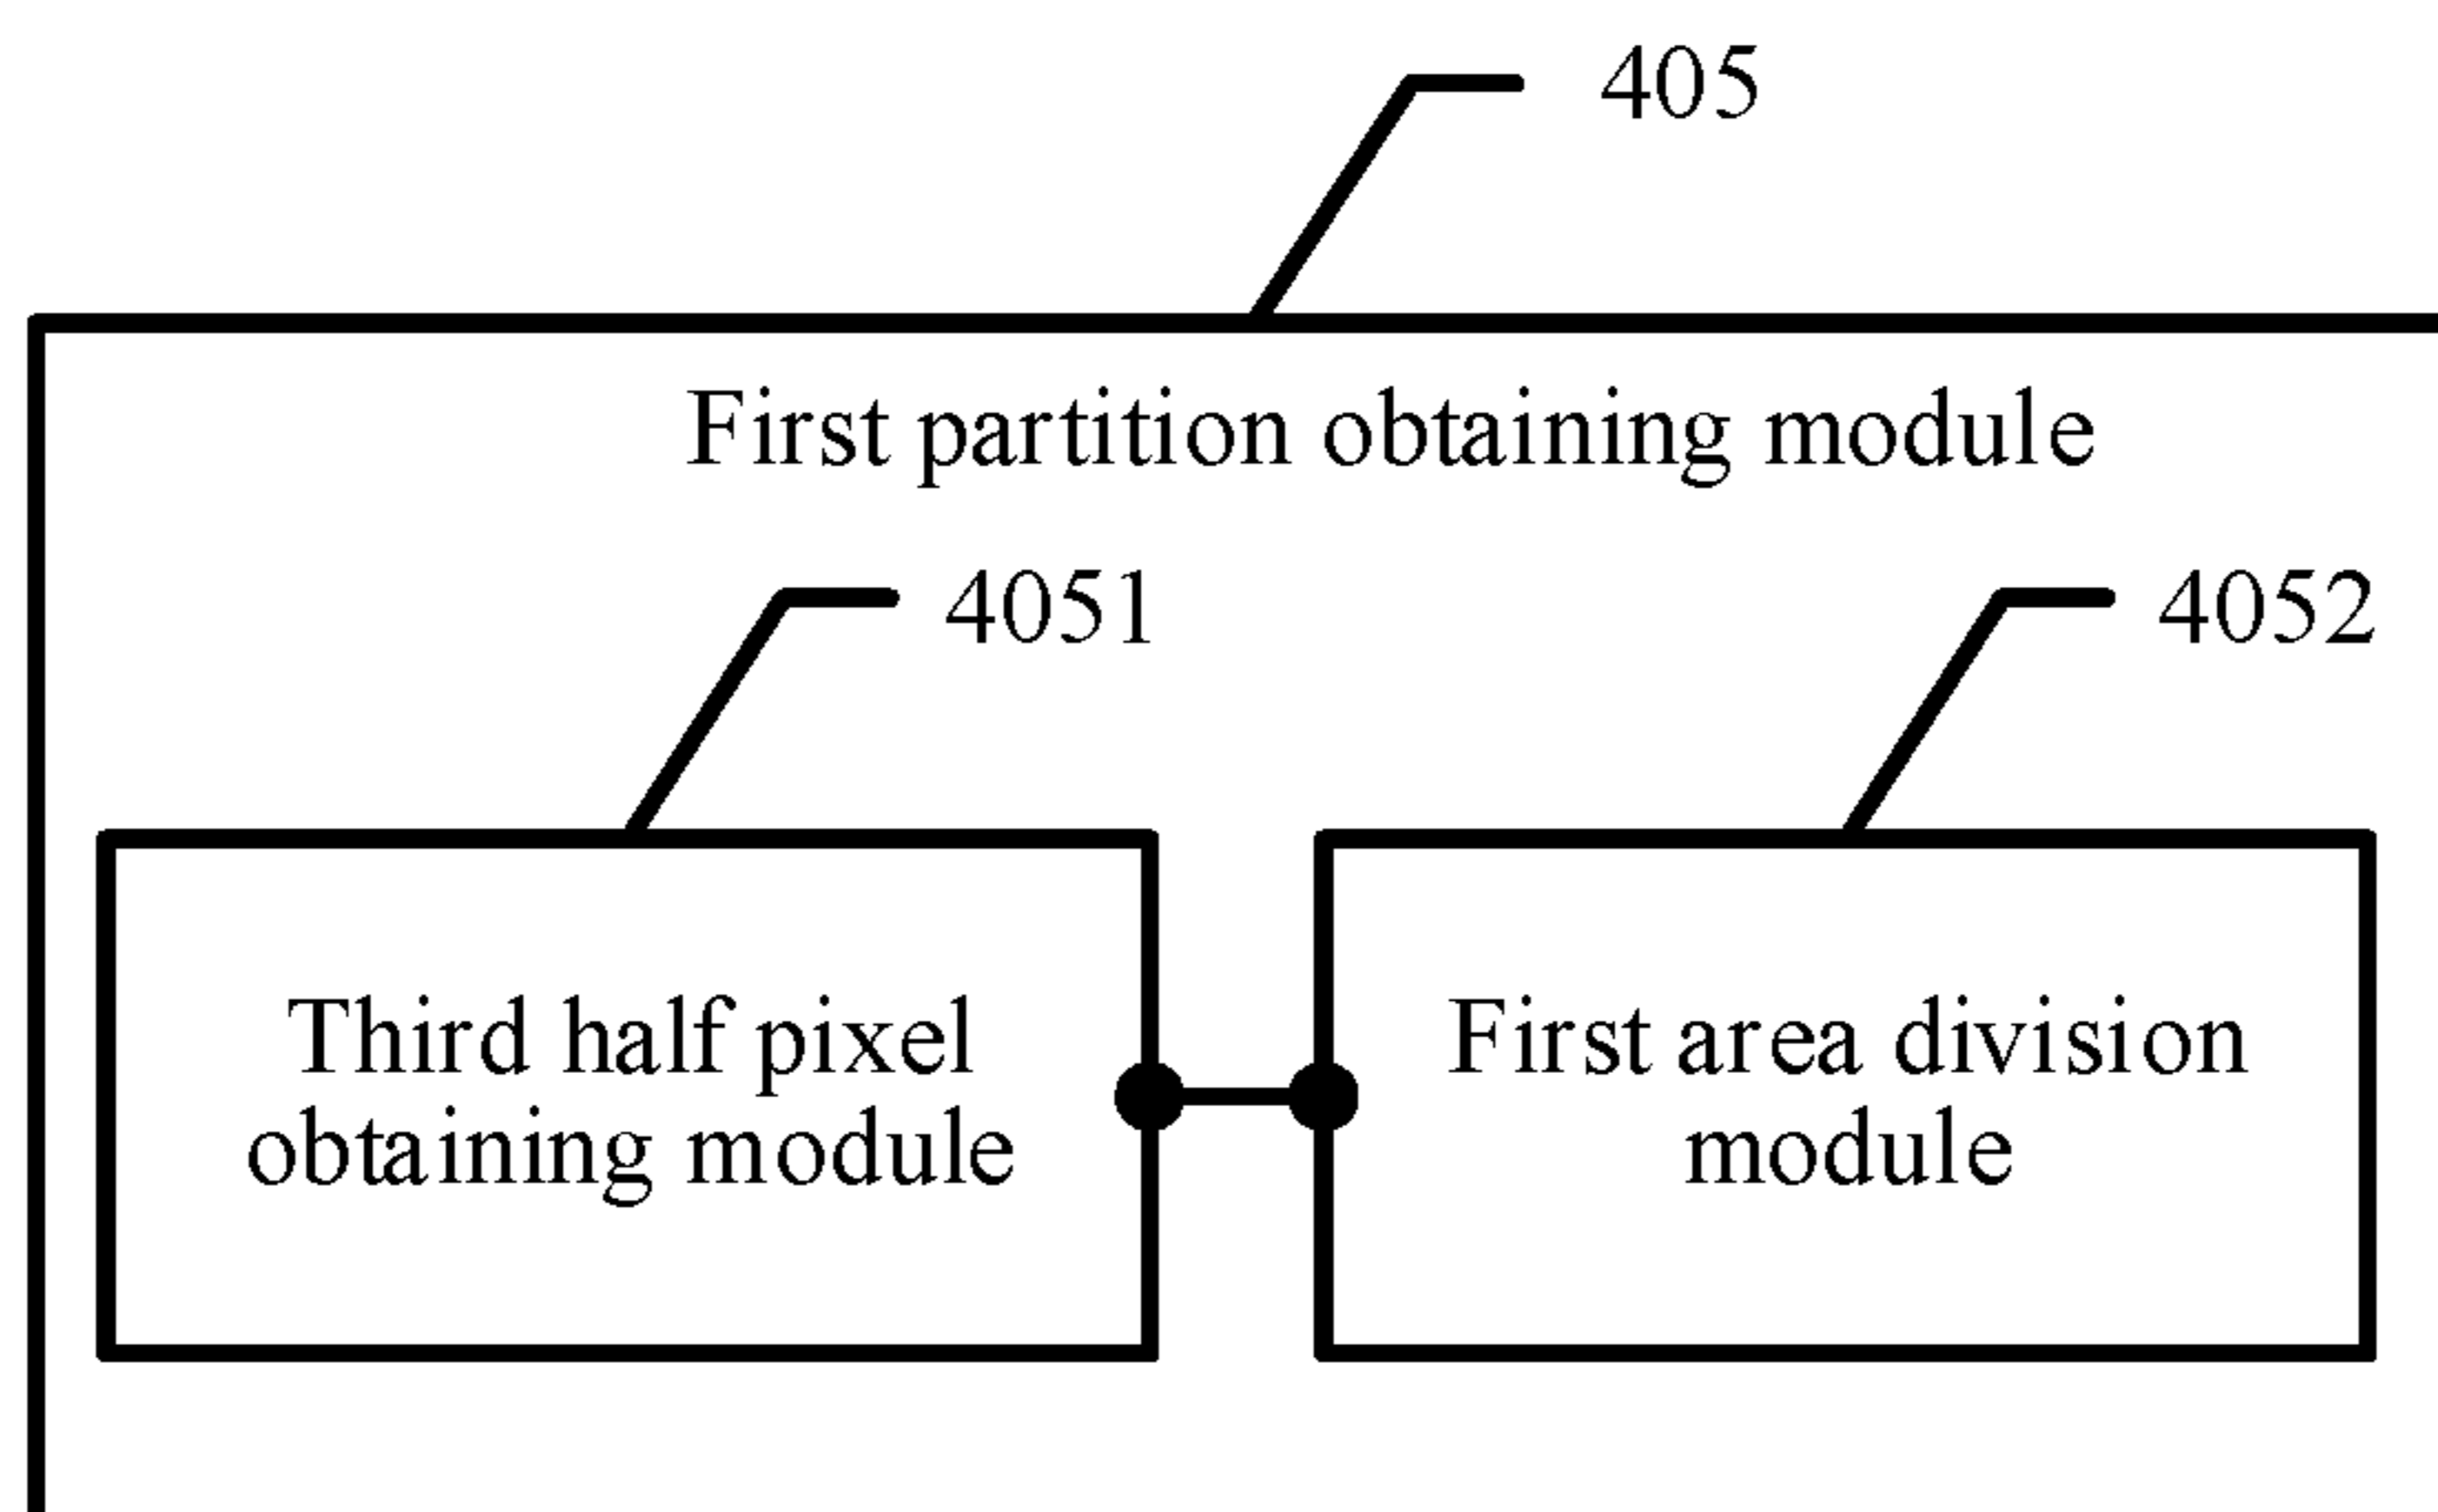 405
First partition obtaining module
4051
4052
Third half pixel
obtaining module
First area division
module